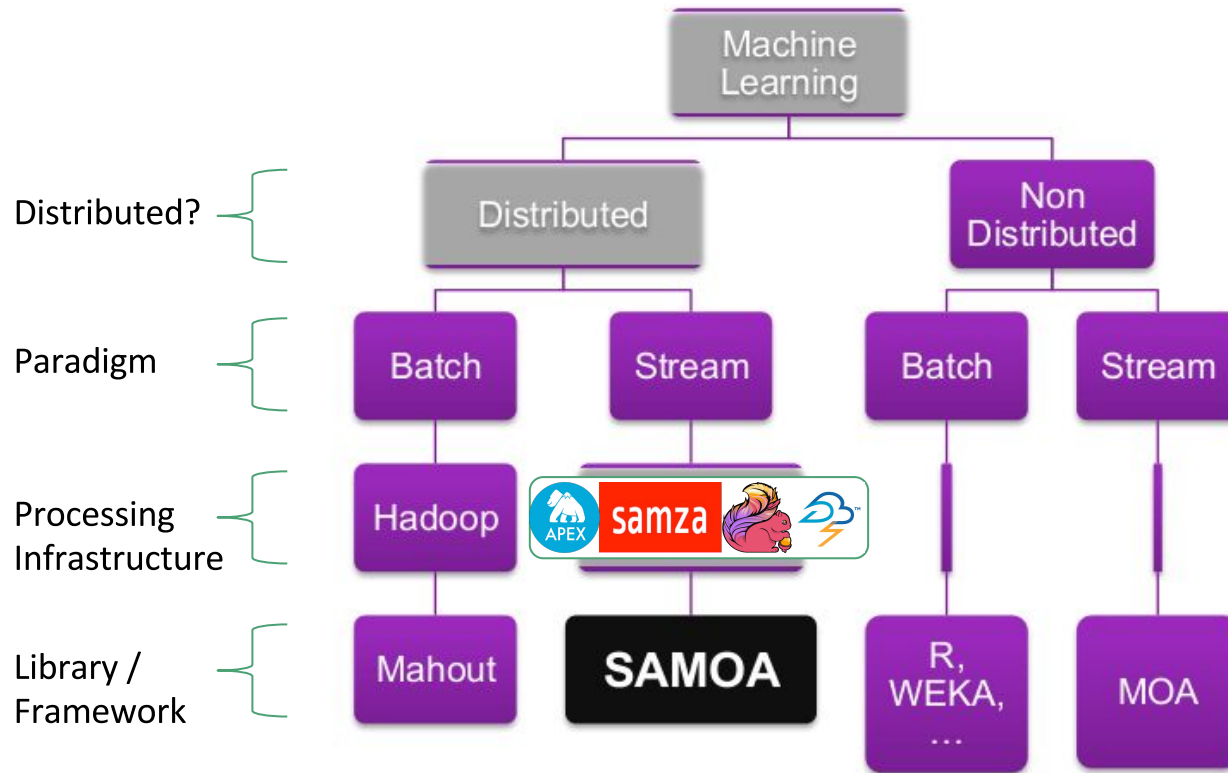 Machine
Learning
Distributed?
Distributed
Non
Distributed
Paradigm
Batch
Stream
Batch
Stream
Processing
Infrastructure
Hadoop
APEX
samza
™
Library /
Framework
Mahout
SAMOA
R,
WEKA,
...
MOA